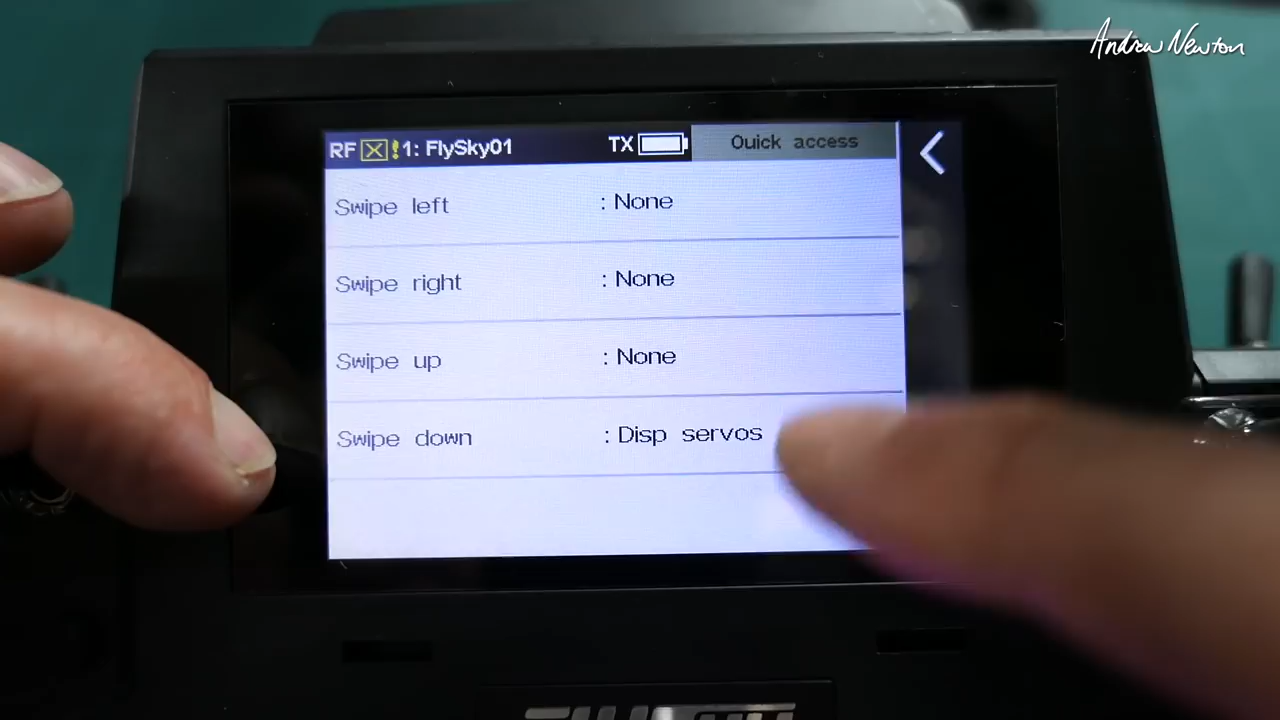 Andrew Newton
RF !1: FlySky01 TX Quick access
Swipe left : None
Swipe right : None
Swipe up : None
Swipe down : Disp servos